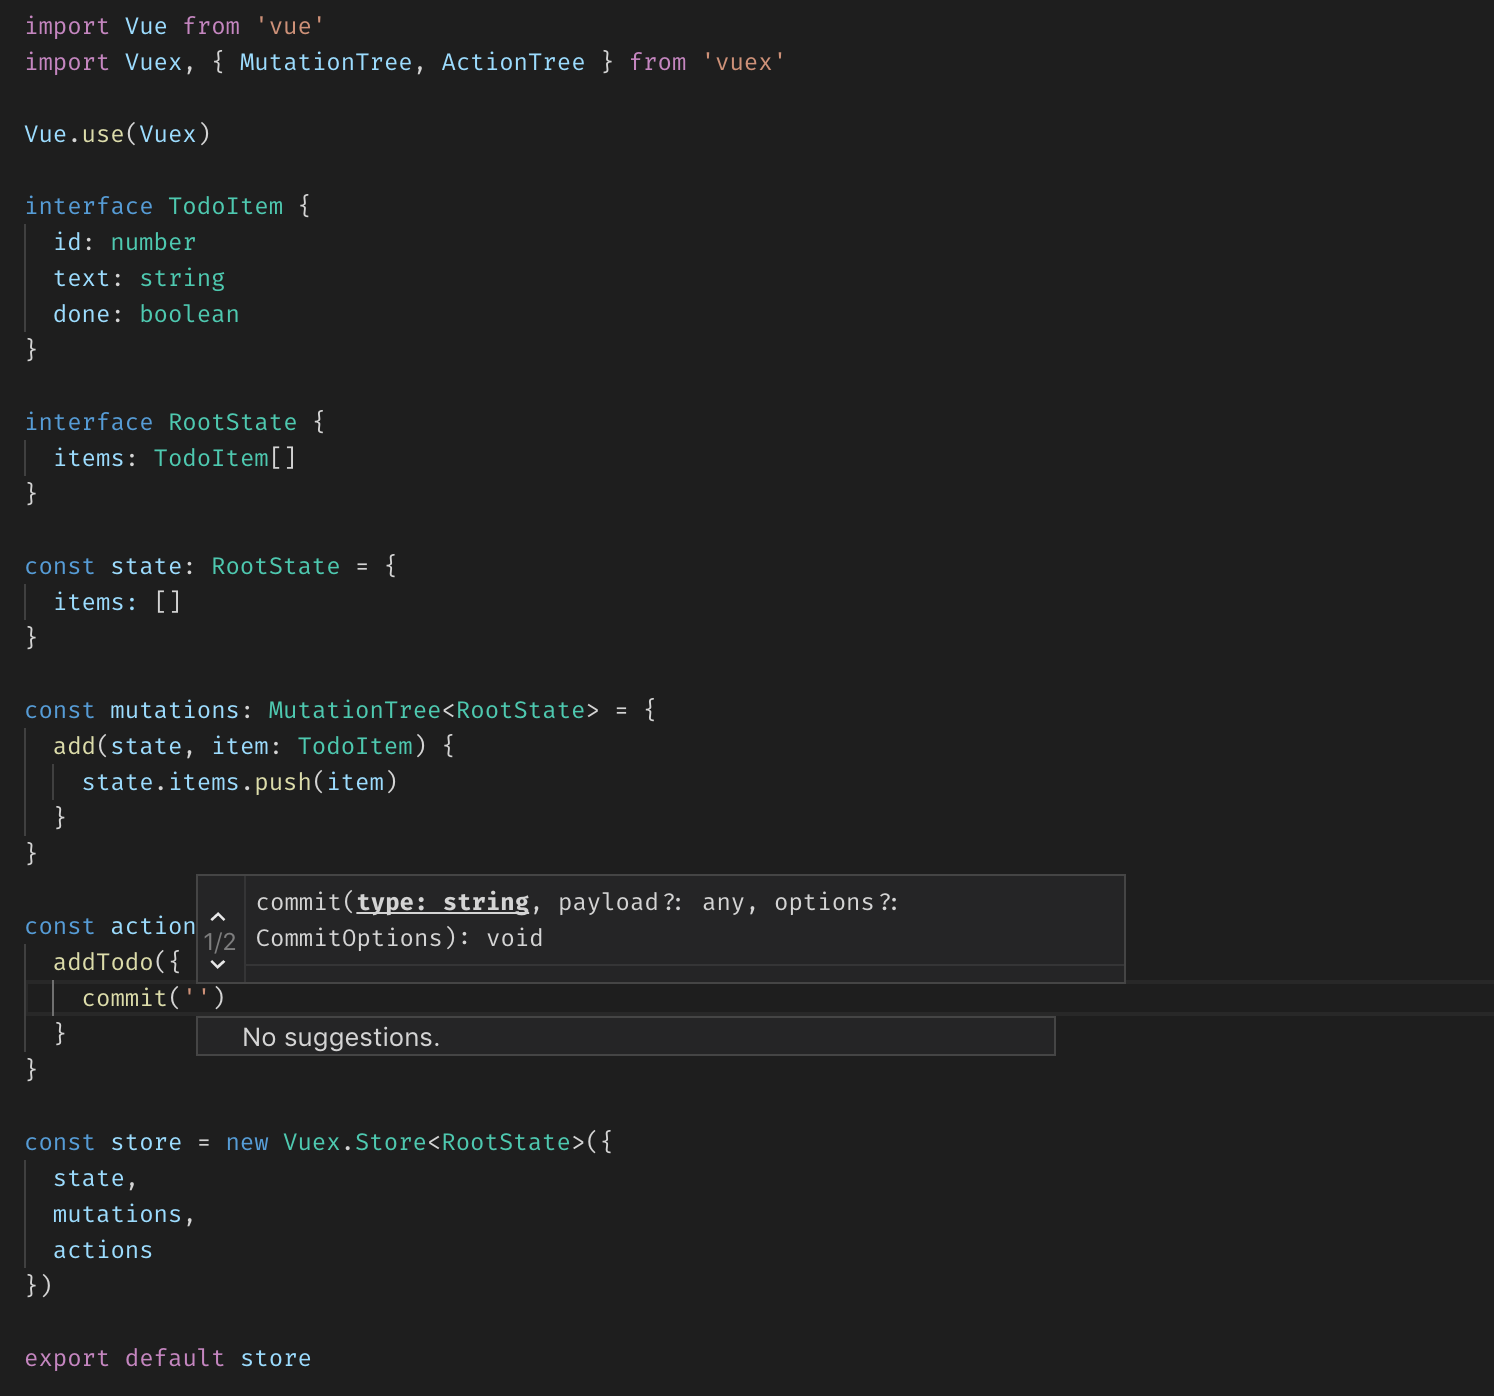 import Vue from 'vue'
import Vuex, { MutationTree, ActionTree } from 'vuex'
Vue.use(Vuex)
interface TodoItem {
  id: number
  text: string
  done: boolean
}
interface RootState {
  items: TodoItem[]
}
const state: RootState = {
  items: []
}
const mutations: MutationTree<RootState> = {
  add(state, item: TodoItem) {
    state.items.push(item)
  }
}
commit(type: string, payload?: any, options?:
CommitOptions): void
1/2
const action
  addTodo({
    commit('')
  }
No suggestions.
}
const store = new Vuex.Store<RootState>({
  state,
  mutations,
  actions
})
export default store